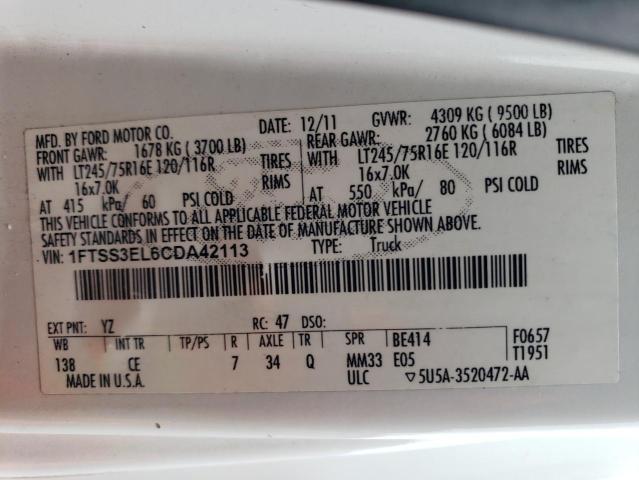 MFD. BY FORD MOTOR CO. DATE: 12/11 GVWR: 4309 KG ( 9500 LB)
FRONT GAWR: 1678 KG ( 3700 LB) REAR GAWR: 2760 KG ( 6084 LB)
WITH LT245/75R16E 120/116R TIRES WITH LT245/75R16E 120/116R TIRES
16x7.0K RIMS 16x7.0K RIMS
AT 415 kPa/ 60 PSI COLD AT 550 kPa/ 80 PSI COLD
THIS VEHICLE CONFORMS TO ALL APPLICABLE FEDERAL MOTOR VEHICLE
SAFETY STANDARDS IN EFFECT ON THE DATE OF MANUFACTURE SHOWN ABOVE.
VIN: 1FTSS3EL6CDA42113 TYPE: Truck
EXT PNT: YZ RC: 47 DSO:
WB INT TR TP/PS R AXLE TR SPR BE414 F0657
138 CE 7 34 Q MM33 E05 T1951
MADE IN U.S.A. ULC ▽5U5A-3520472-AA